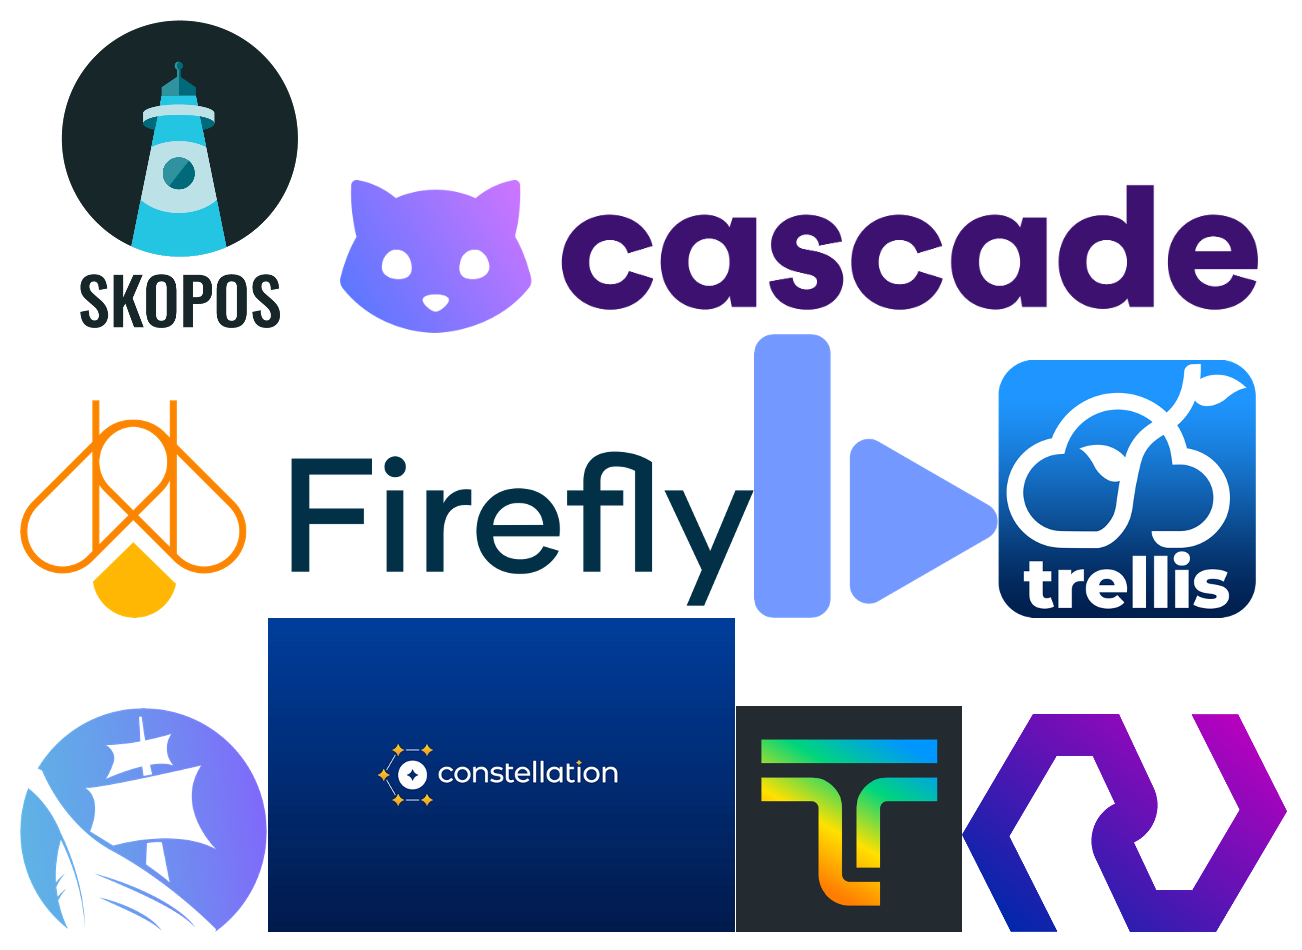 SKOPOS
cascade
Firefly
trellis
constellation